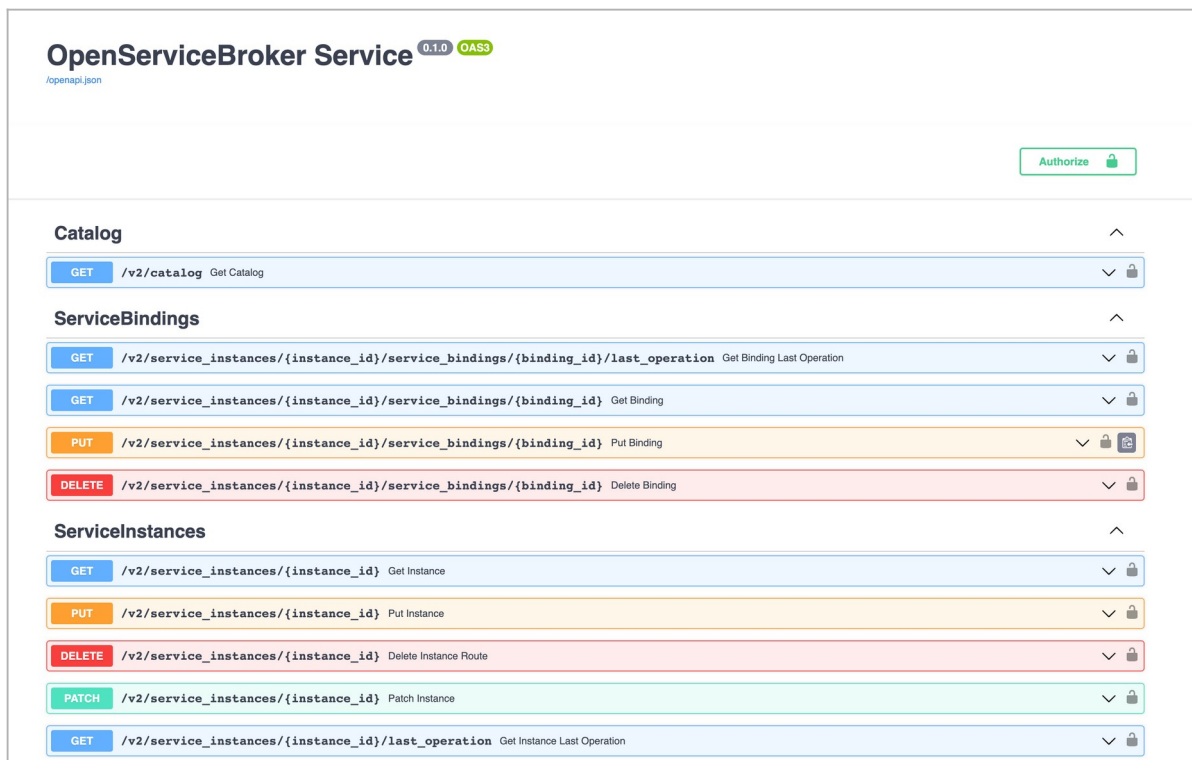 OpenServiceBroker Service 0.1.0 OAS3
/openapi.json
Authorize
Catalog
GET /v2/catalog Get Catalog
ServiceBindings
GET /v2/service_instances/{instance_id}/service_bindings/{binding_id}/last_operation Get Binding Last Operation
GET /v2/service_instances/{instance_id}/service_bindings/{binding_id} Get Binding
PUT /v2/service_instances/{instance_id}/service_bindings/{binding_id} Put Binding
DELETE /v2/service_instances/{instance_id}/service_bindings/{binding_id} Delete Binding
ServiceInstances
GET /v2/service_instances/{instance_id} Get Instance
PUT /v2/service_instances/{instance_id} Put Instance
DELETE /v2/service_instances/{instance_id} Delete Instance Route
PATCH /v2/service_instances/{instance_id} Patch Instance
GET /v2/service_instances/{instance_id}/last_operation Get Instance Last Operation